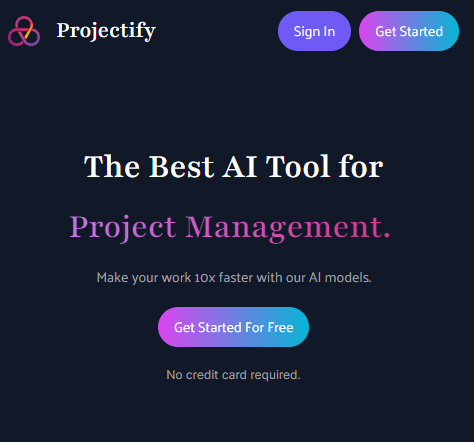 Projectify
Sign In
Get Started
The Best AI Tool for
Project Management.
Make your work 10x faster with our AI models.
Get Started For Free
No credit card required.